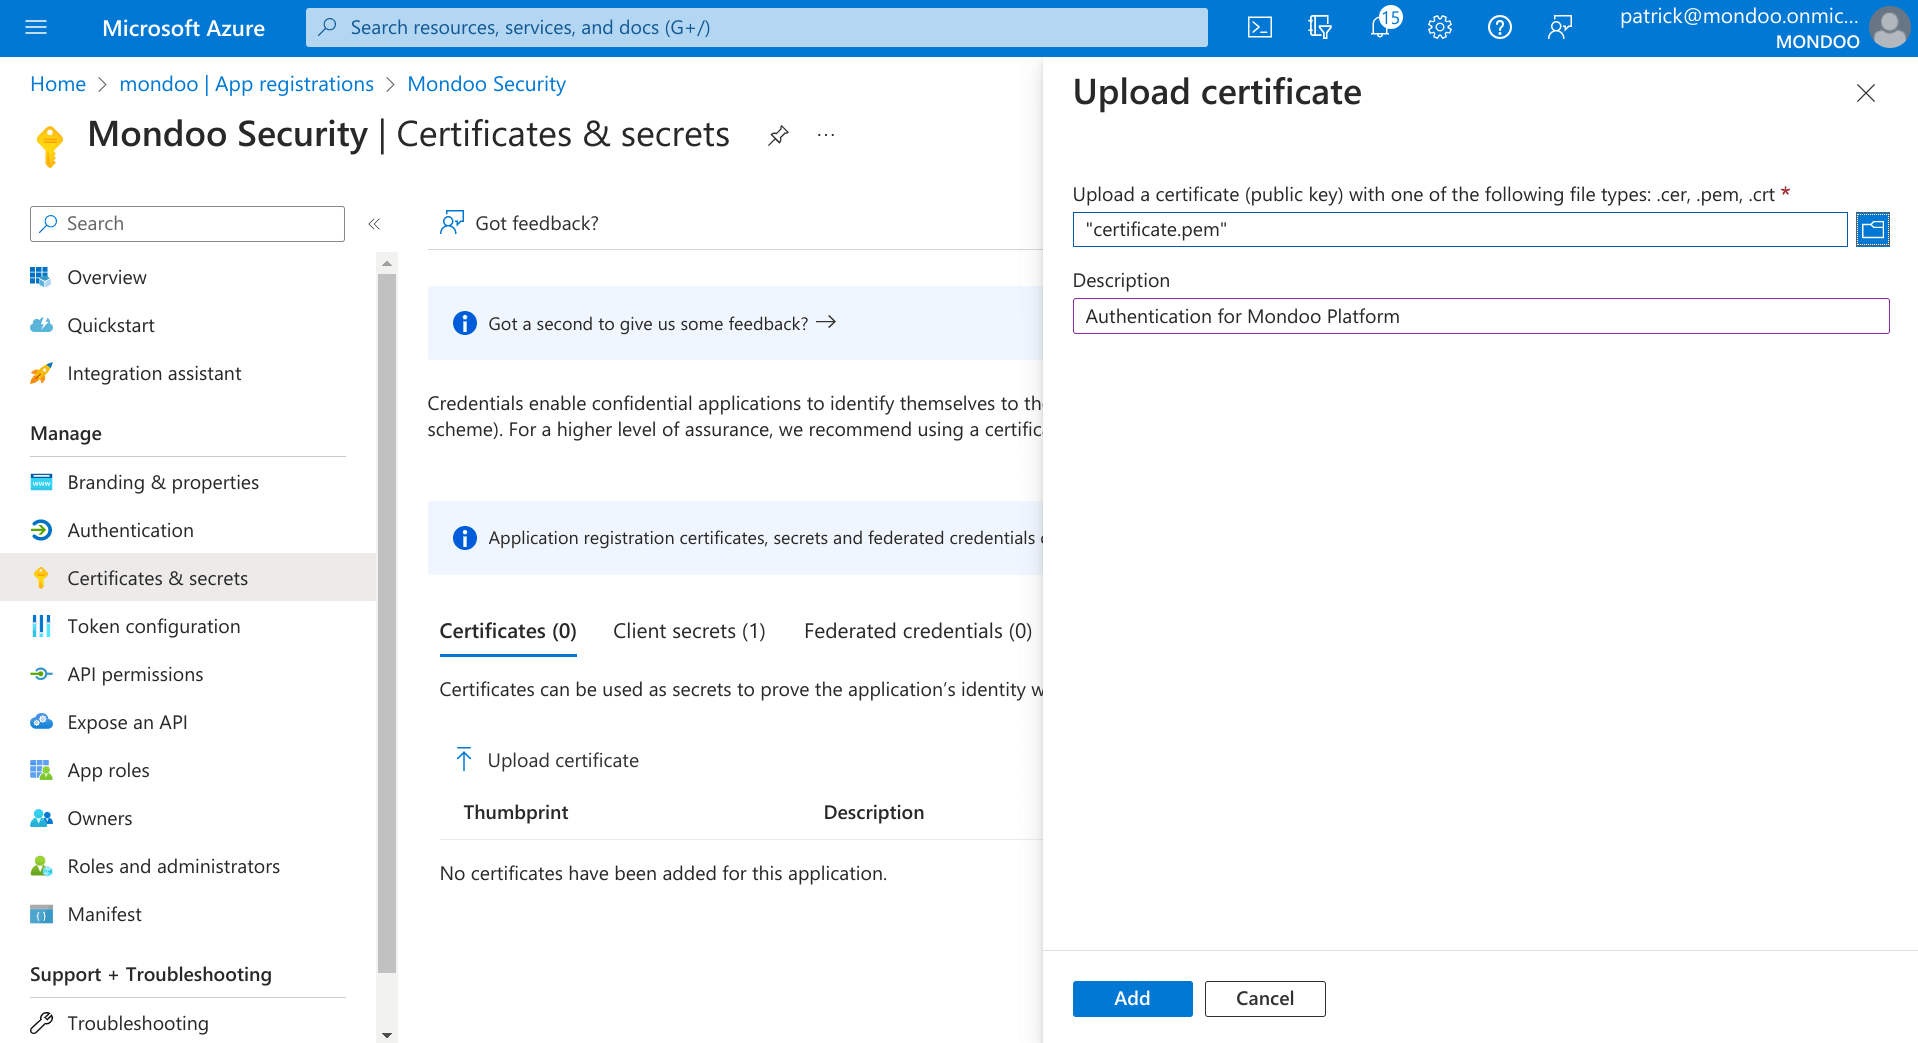 Microsoft Azure
Search resources, services, and docs (G+/)
15
patrick@mondoo.onmic...
MONDOO
Home > mondoo | App registrations > Mondoo Security
Mondoo Security | Certificates & secrets
Search
Overview
Quickstart
Integration assistant
Manage
Branding & properties
Authentication
Certificates & secrets
Token configuration
API permissions
Expose an API
App roles
Owners
Roles and administrators
Manifest
Support + Troubleshooting
Troubleshooting
Got feedback?
Got a second to give us some feedback? →
Credentials enable confidential applications to identify themselves to th
scheme). For a higher level of assurance, we recommend using a certific
Application registration certificates, secrets and federated credentials
Certificates (0)
Client secrets (1)
Federated credentials (0)
Certificates can be used as secrets to prove the application’s identity w
Upload certificate
Thumbprint
Description
No certificates have been added for this application.
Upload certificate
Upload a certificate (public key) with one of the following file types: .cer, .pem, .crt *
"certificate.pem"
Description
Authentication for Mondoo Platform
Add
Cancel